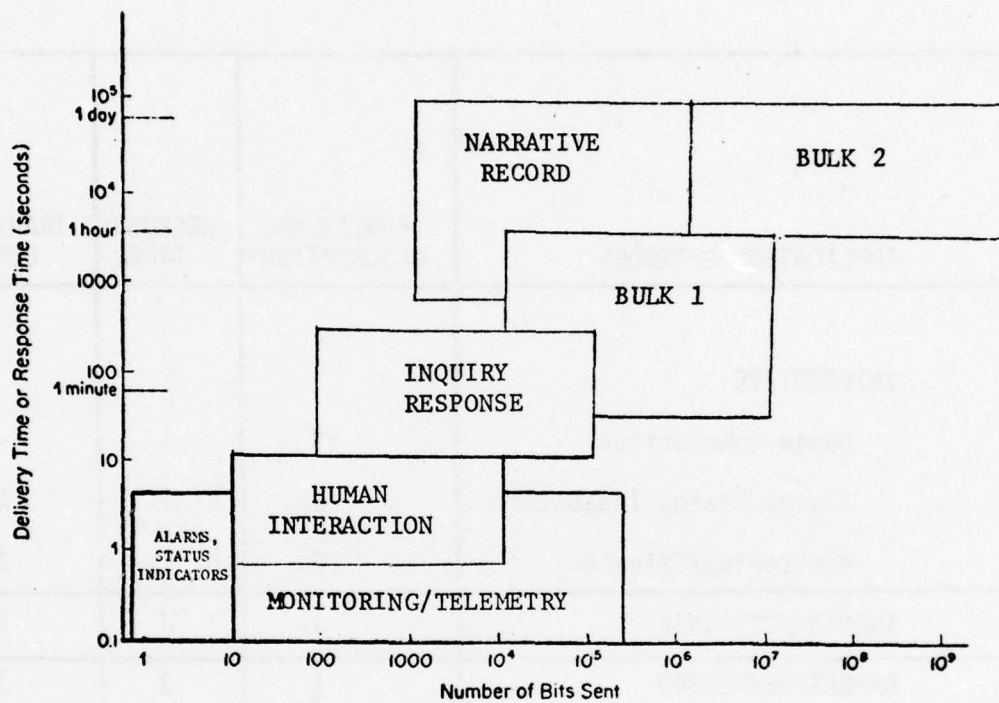 Delivery Time or Response Time (seconds)
10⁵
1 day
10⁴
1 hour
1000
100
1 minute
10
1
0.1
NARRATIVE
RECORD
BULK 2
BULK 1
INQUIRY
RESPONSE
HUMAN
INTERACTION
ALARMS,
STATUS
INDICATORS
MONITORING/TELEMETRY
1 10 100 1000 10⁴ 10⁵ 10⁶ 10⁷ 10⁸ 10⁹
Number of Bits Sent